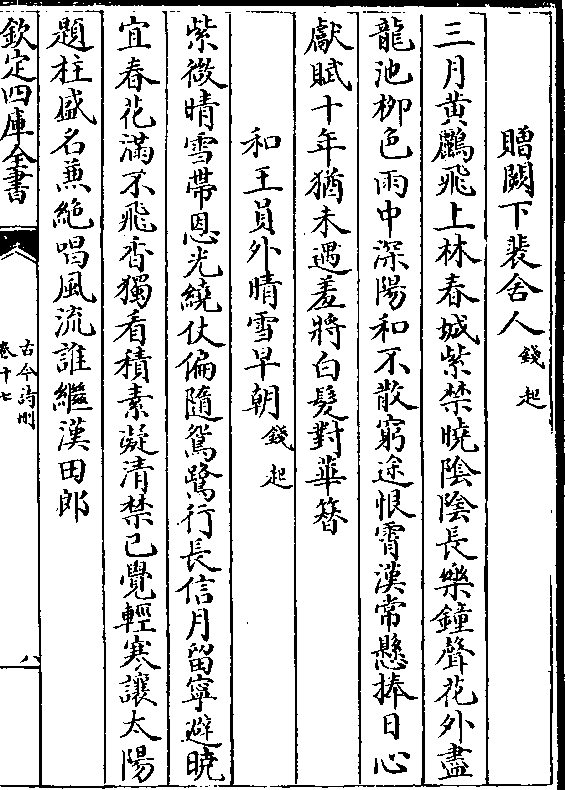 贈闕下裴舍人錢起
三月黃鸝飛上林春城紫禁曉陰陰長樂鐘聲花外盡
龍池栁色雨中深陽和不散窮途恨霄漢常懸捧日心
獻賦十年猶未遇羞將白髮對華簪
和王員外晴雪早朝錢起
紫微晴雪帶恩光繞仗偏隨鴛鷺行長信月留寧避曉
宜春花滿不飛香獨看積素凝清禁已覺輕寒讓太陽
題柱盛名兼絶唱風流誰繼漢田郎
欽定四庫全書
古今詩刪
卷十七
八